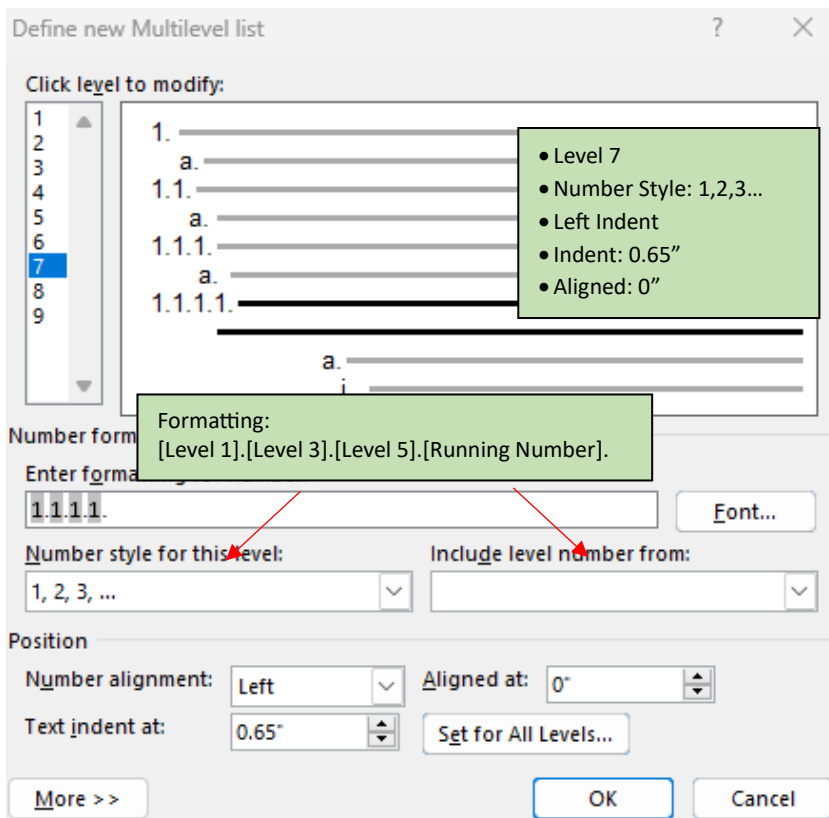 Define new Multilevel list ? ×
Click level to modify:
1
2
3
4
5
6
7
8
9
1.
a.
1.1.
a.
1.1.1.
a.
1.1.1.1.
a.
i
• Level 7
• Number Style: 1,2,3…
• Left Indent
• Indent: 0.65”
• Aligned: 0”
Formatting:
[Level 1].[Level 3].[Level 5].[Running Number].
Number form
Enter forma
1.1.1.1.
Font...
Number style for this level:
Include level number from:
1, 2, 3, ...
Position
Number alignment:
Left
Aligned at:
0"
Text indent at:
0.65"
Set for All Levels...
More >>
OK
Cancel